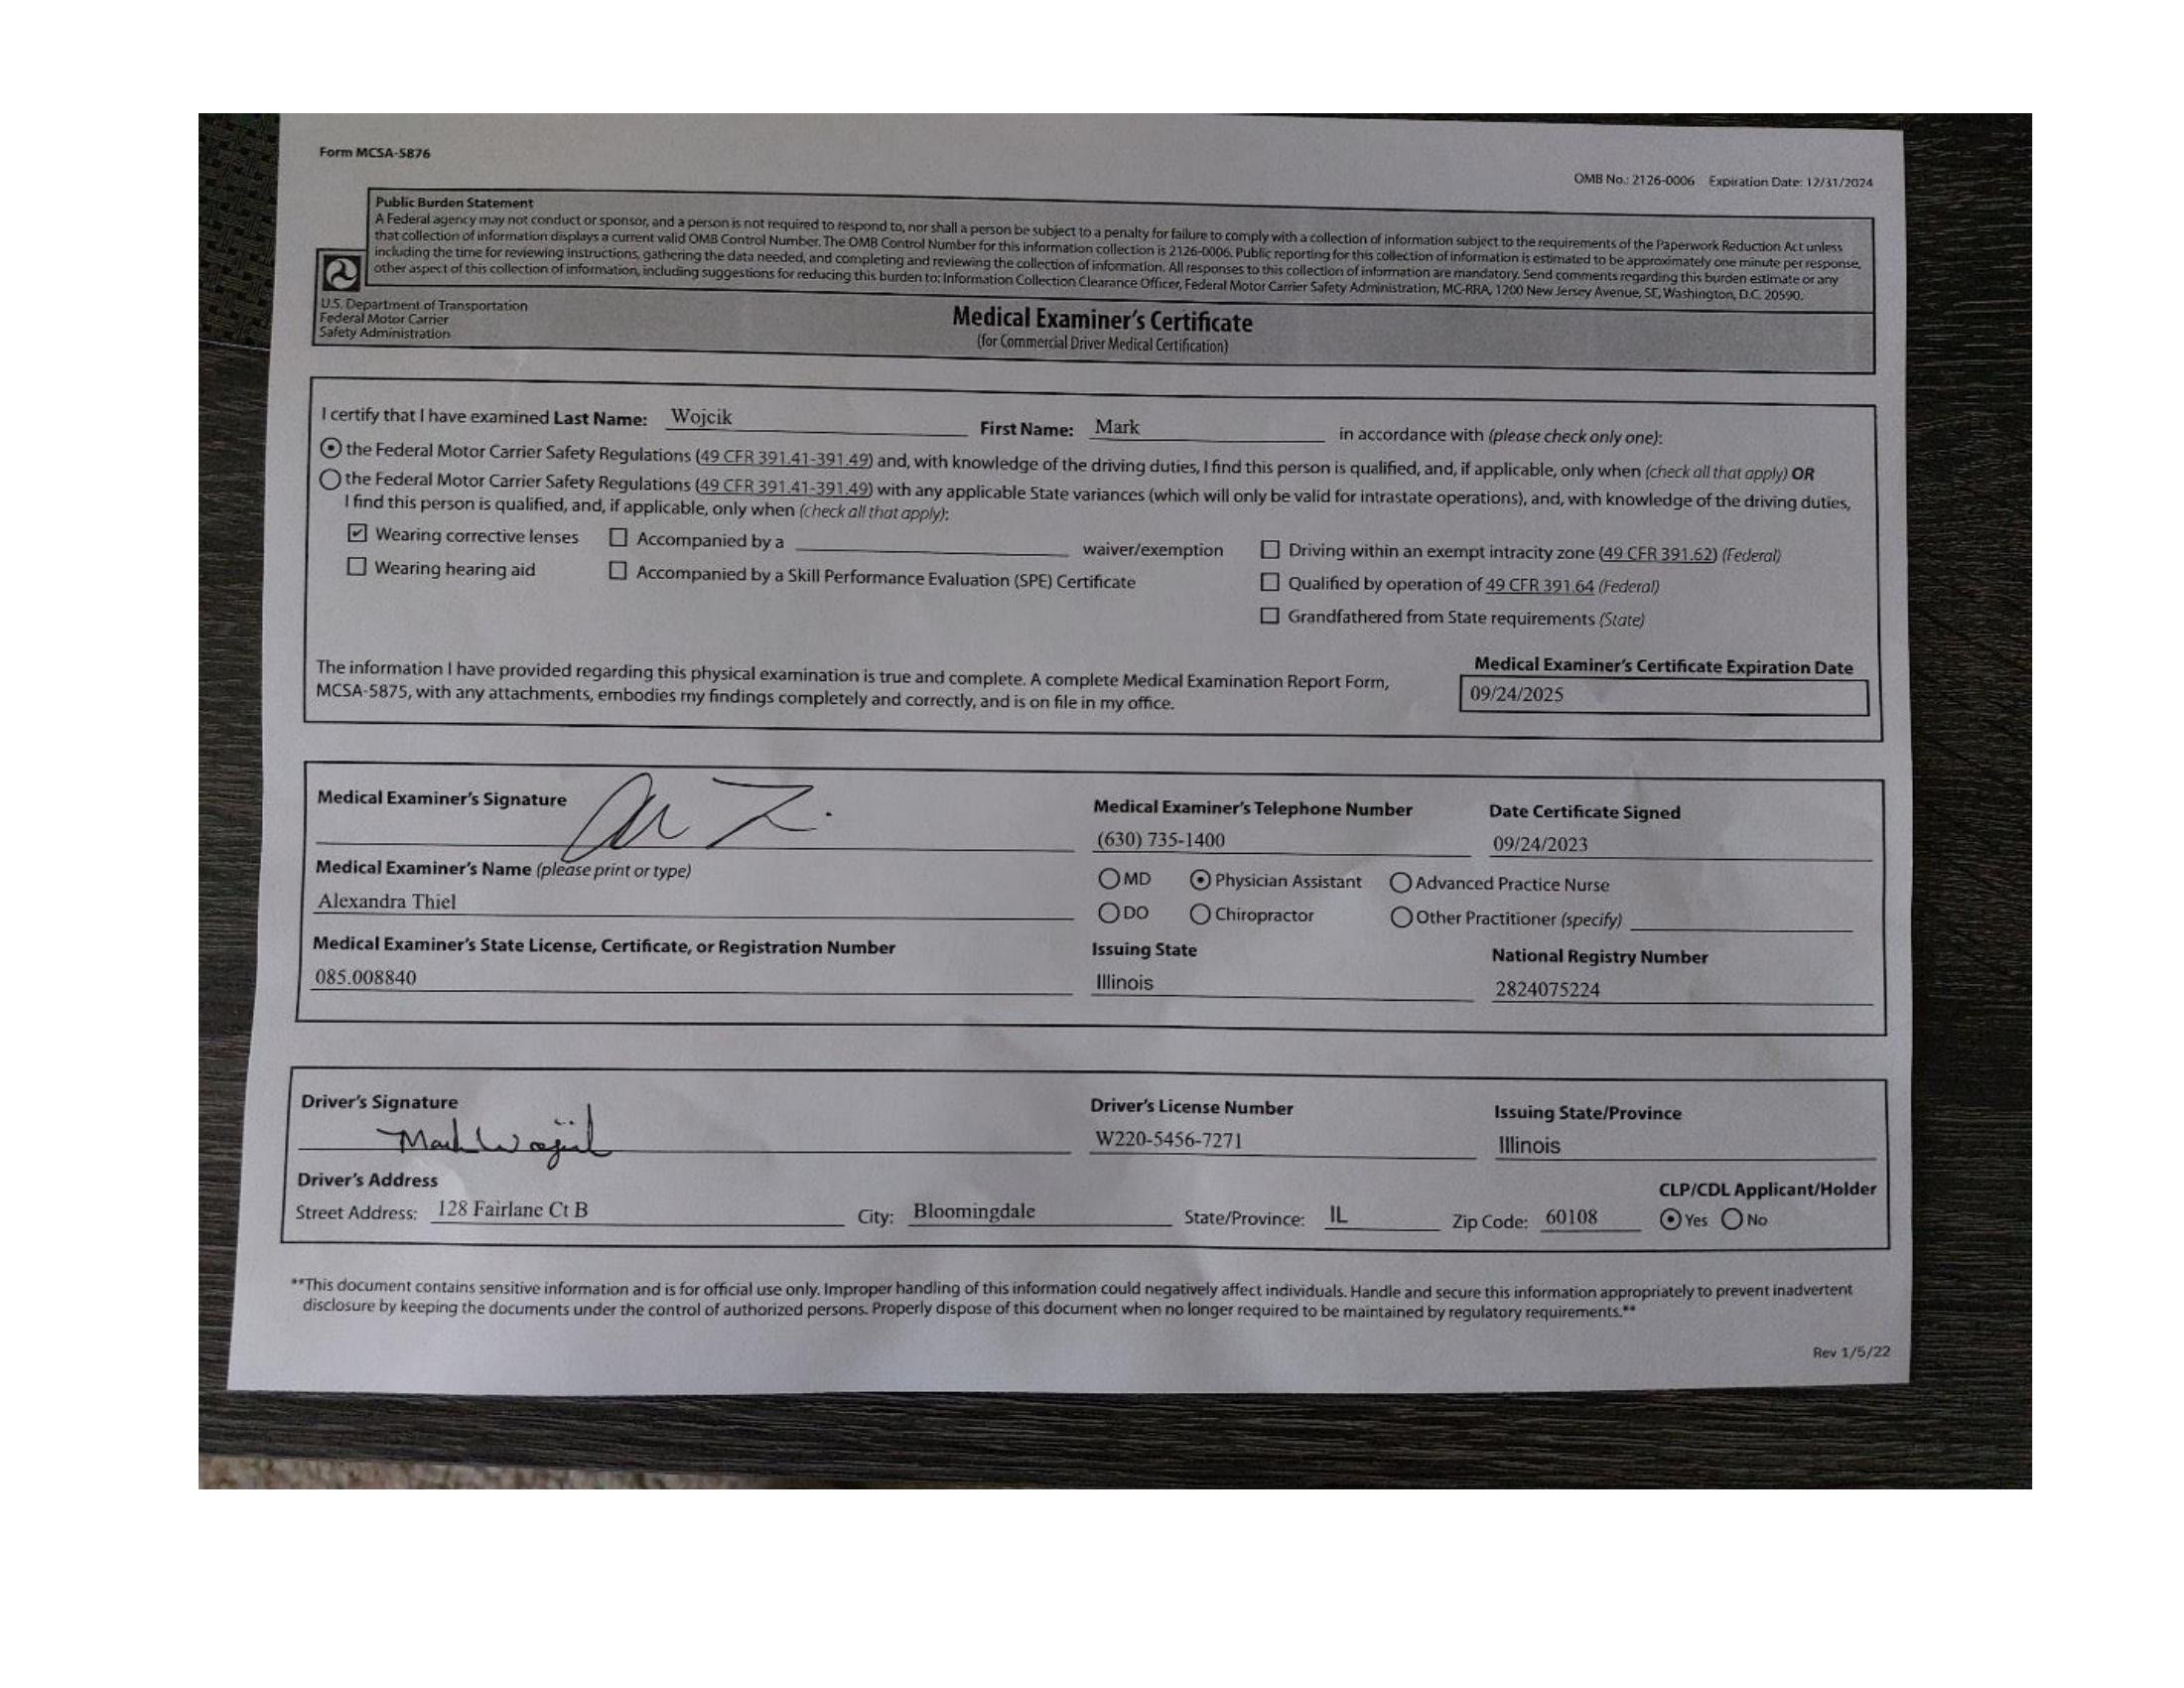 Form MCSA-5876
OMB No.: 2126-0006 Expiration Date: 12/31/2024
Public Burden Statement
A Federal agency may not conduct or sponsor, and a person is not required to respond to, nor shall a person be subject to a penalty for failure to comply with a collection of information subject to the requirements of the Paperwork Reduction Act unless
that collection of information displays a current valid OMB Control Number. The OMB Control Number for this information collection is 2126-0006. Public reporting for this collection of information is estimated to be approximately one minute per response,
including the time for reviewing instructions, gathering the data needed, and completing and reviewing the collection of information. All responses to this collection of information are mandatory. Send comments regarding this burden estimate or any
other aspect of this collection of information, including suggestions for reducing this burden to: Information Collection Clearance Officer, Federal Motor Carrier Safety Administration, MC-RRA, 1200 New Jersey Avenue, SE, Washington, D.C. 20590.
U.S. Department of Transportation
Federal Motor Carrier
Safety Administration
Medical Examiner's Certificate
(for Commercial Driver Medical Certification)
I certify that I have examined Last Name: Wojcik First Name: Mark in accordance with (please check only one):
the Federal Motor Carrier Safety Regulations (49 CFR 391.41-391.49) and, with knowledge of the driving duties, I find this person is qualified, and, if applicable, only when (check all that apply) OR
the Federal Motor Carrier Safety Regulations (49 CFR 391.41-391.49) with any applicable State variances (which will only be valid for intrastate operations), and, with knowledge of the driving duties,
I find this person is qualified, and, if applicable, only when (check all that apply):
Wearing corrective lenses Accompanied by a waiver/exemption Driving within an exempt intracity zone (49 CFR 391.62) (Federal)
Wearing hearing aid Accompanied by a Skill Performance Evaluation (SPE) Certificate Qualified by operation of 49 CFR 391.64 (Federal)
Grandfathered from State requirements (State)
The information I have provided regarding this physical examination is true and complete. A complete Medical Examination Report Form,
MCSA-5875, with any attachments, embodies my findings completely and correctly, and is on file in my office.
Medical Examiner's Certificate Expiration Date
09/24/2025
Medical Examiner's Signature
Medical Examiner's Telephone Number Date Certificate Signed
(630) 735-1400 09/24/2023
Medical Examiner's Name (please print or type)
Alexandra Thiel
MD Physician Assistant Advanced Practice Nurse
DO Chiropractor Other Practitioner (specify)
Medical Examiner's State License, Certificate, or Registration Number Issuing State National Registry Number
085.008840 Illinois 2824075224
Driver's Signature Driver's License Number Issuing State/Province
Mark Wojcik W220-5456-7271 Illinois
Driver's Address
CLP/CDL Applicant/Holder
Street Address: 128 Fairlane Ct B City: Bloomingdale State/Province: IL Zip Code: 60108 Yes No
**This document contains sensitive information and is for official use only. Improper handling of this information could negatively affect individuals. Handle and secure this information appropriately to prevent inadvertent
disclosure by keeping the documents under the control of authorized persons. Properly dispose of this document when no longer required to be maintained by regulatory requirements.**
Rev 1/5/22